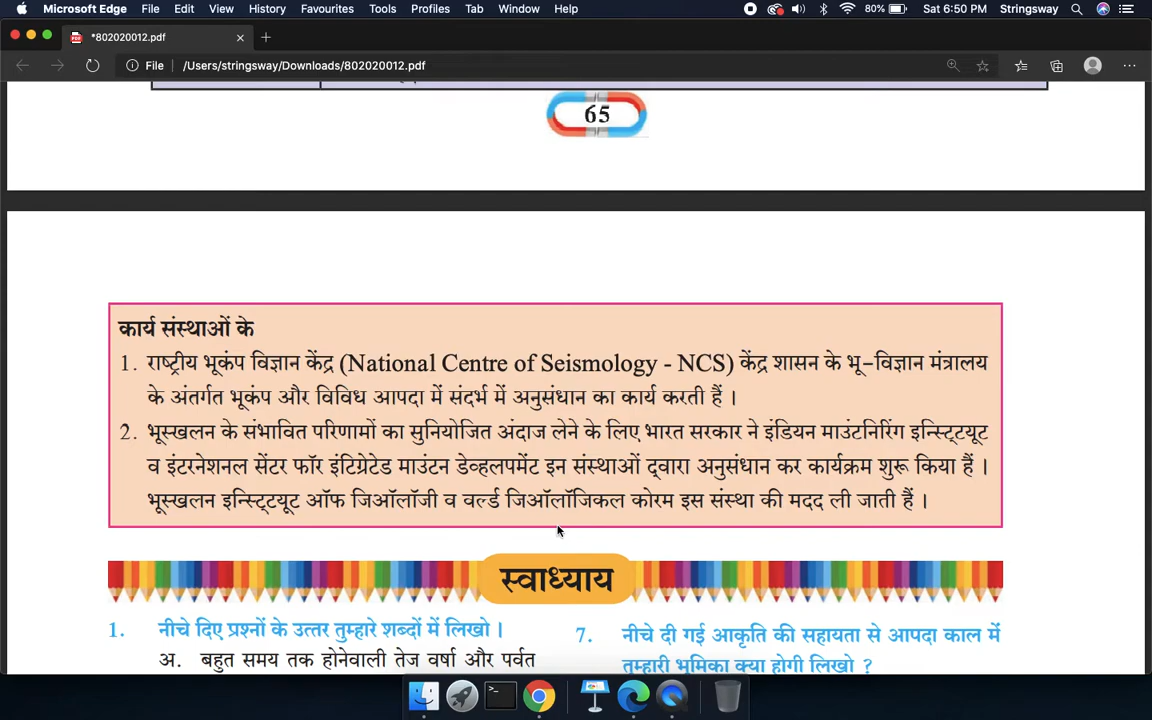 Microsoft Edge File Edit View History Favourites Tools Profiles Tab Window Help 80% Sat 6:50 PM Stringsway
*802020012.pdf
File /Users/stringsway/Downloads/802020012.pdf
65
कार्य संस्थाओं के
1. राष्ट्रीय भूकंप विज्ञान केंद्र (National Centre of Seismology - NCS) केंद्र शासन के भू-विज्ञान मंत्रालय
के अंतर्गत भूकंप और विविध आपदा में संदर्भ में अनुसंधान का कार्य करती हैं ।
2. भूस्खलन के संभावित परिणामों का सुनियोजित अंदाज लेने के लिए भारत सरकार ने इंडियन माउंटनिरिंग इन्स्टिट्यूट
व इंटरनेशनल सेंटर फॉर इंटिग्रेटेड माउंटन डेव्हलपमेंट इन संस्थाओं द्वारा अनुसंधान कर कार्यक्रम शुरू किया हैं ।
भूस्खलन इन्स्टिट्यूट ऑफ जिऑलॉजी व वर्ल्ड जिऑलॉजिकल कोरम इस संस्था की मदद ली जाती हैं ।
स्वाध्याय
1. नीचे दिए प्रश्नों के उत्तर तुम्हारे शब्दों में लिखो ।
अ. बहुत समय तक होनेवाली तेज वर्षा और पर्वत
7. नीचे दी गई आकृति की सहायता से आपदा काल में
तुम्हारी भूमिका क्या होगी लिखो ?